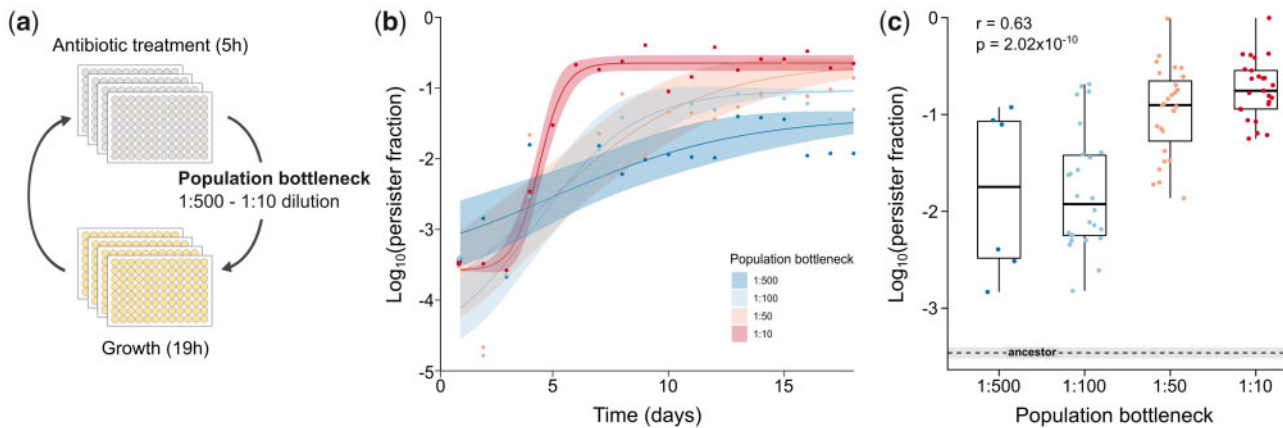 (a)
Antibiotic treatment (5h)
Population bottleneck
1:500 - 1:10 dilution
Growth (19h)
(b)
Log10(persister fraction)
0
-1
-2
-3
-4
-5
0
5
10
15
Time (days)
Population bottleneck
1:500
1:100
1:50
1:10
(c)
r = 0.63
p = 2.02x10-10
Log10(persister fraction)
0
-1
-2
-3
ancestor
1:500
1:100
1:50
1:10
Population bottleneck